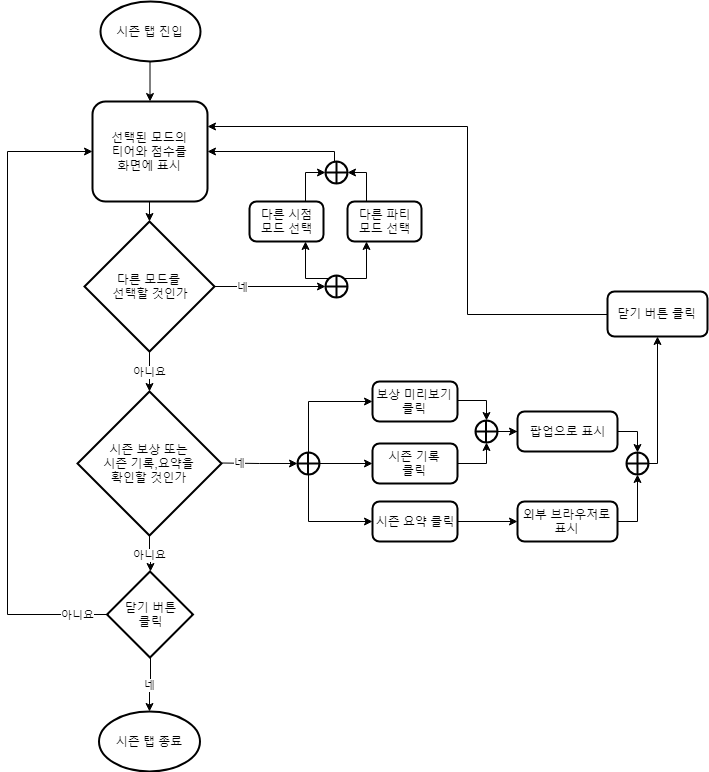 시즌 탭 진입
선택된 모드의
티어와 점수를
화면에 표시
다른 시점
모드 선택
다른 파티
모드 선택
다른 모드를
선택할 것인가
네
닫기 버튼 클릭
아니요
보상 미리보기
클릭
팝업으로 표시
시즌 보상 또는
시즌 기록,요약을
확인할 것인가
네
시즌 기록
클릭
시즌 요약 클릭
외부 브라우저로
표시
아니요
닫기 버튼
클릭
아니요
네
시즌 탭 종료